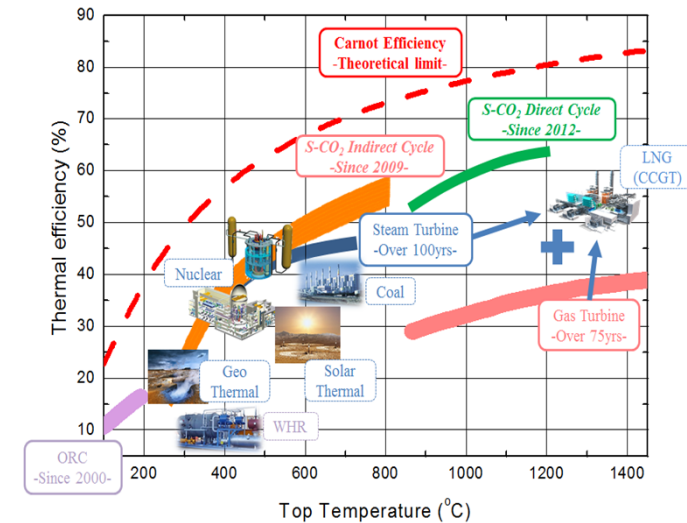 90
80
70
60
50
40
30
20
10
Thermal efficiency (%)
Carnot Efficiency
-Theoretical limit-
S-CO₂ Direct Cycle
-Since 2012-
S-CO₂ Indirect Cycle
-Since 2009-
LNG
(CCGT)
Steam Turbine
-Over 100yrs-
Nuclear
Coal
Gas Turbine
-Over 75yrs-
Geo
Thermal
Solar
Thermal
WHR
ORC
-Since 2000-
200 400 600 800 1000 1200 1400
Top Temperature (°C)